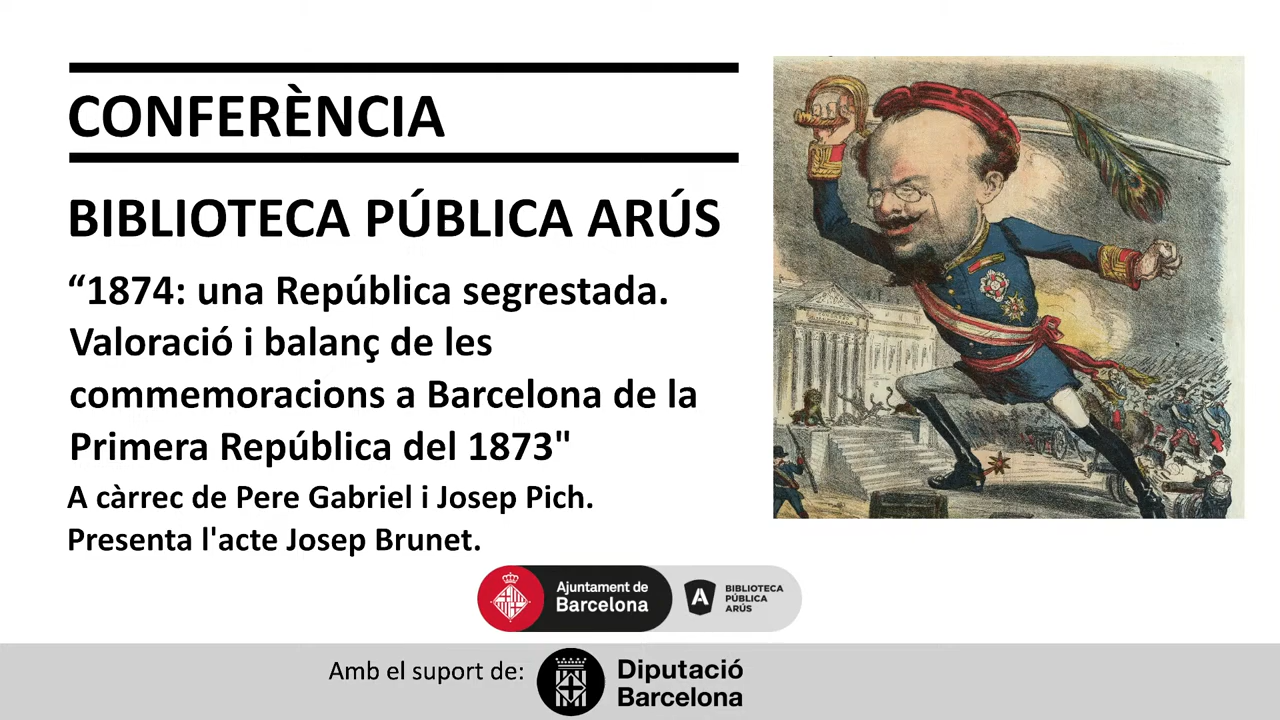 CONFERÈNCIA
BIBLIOTECA PÚBLICA ARÚS
“1874: una República segrestada.
Valoració i balanç de les
commemoracions a Barcelona de la
Primera República del 1873"
A càrrec de Pere Gabriel i Josep Pich.
Presenta l'acte Josep Brunet.
Ajuntament de
Barcelona
A
BIBLIOTECA
PÚBLICA
ARÚS
Amb el suport de:
Diputació
Barcelona